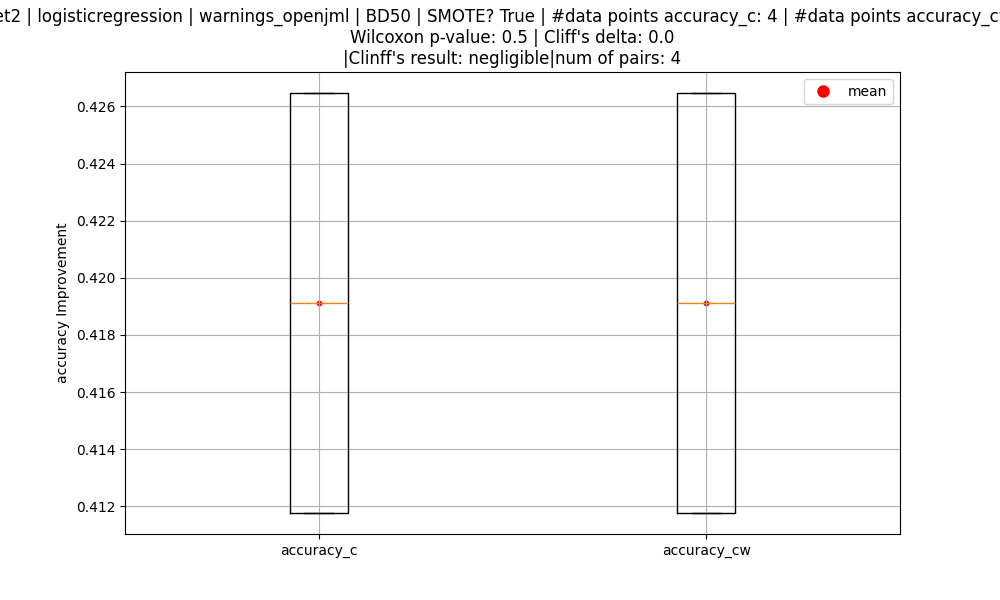 et2 | logisticregression | warnings_openjml | BD50 | SMOTE? True | #data points accuracy_c: 4 | #data points accuracy_c
Wilcoxon p-value: 0.5 | Cliff's delta: 0.0
|Clinff's result: negligible|num of pairs: 4
mean
0.426
0.424
0.422
0.420
0.418
0.416
0.414
0.412
accuracy Improvement
accuracy_c
accuracy_cw